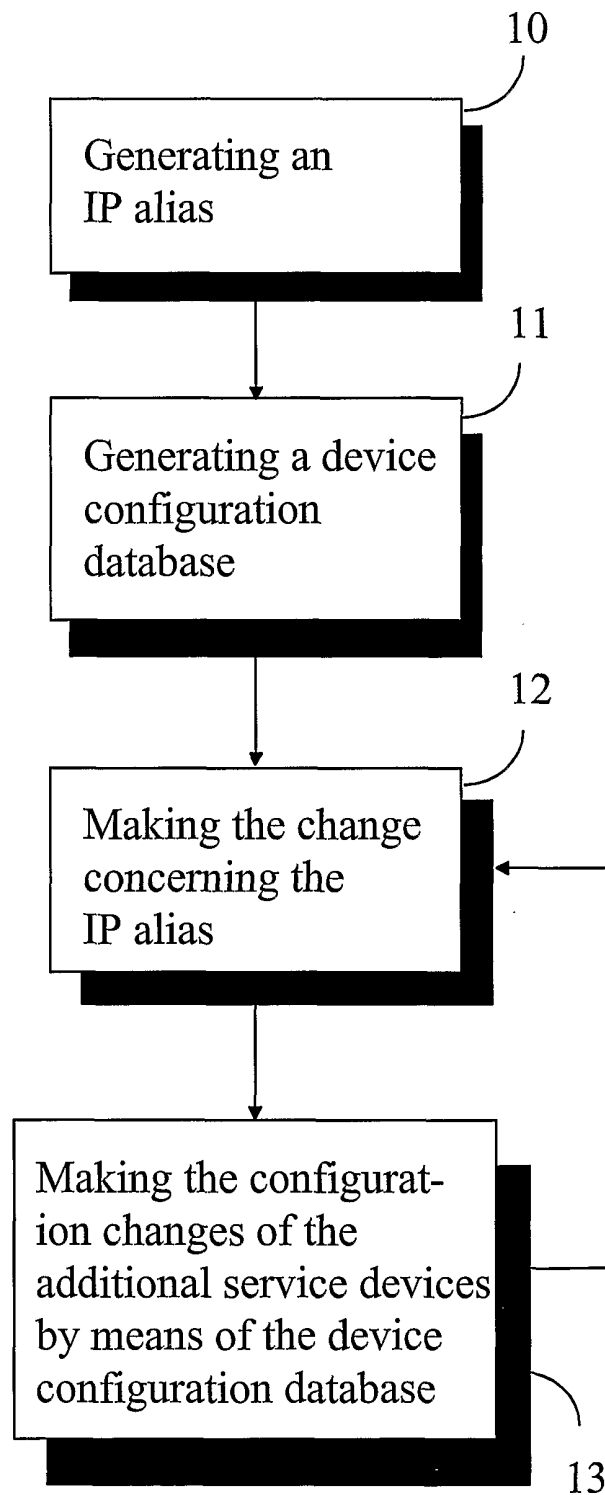 10
Generating an
IP alias
11
Generating a device
configuration
database
12
Making the change
concerning the
IP alias
Making the configurat-
ion changes of the
additional service devices
by means of the device
configuration database
13